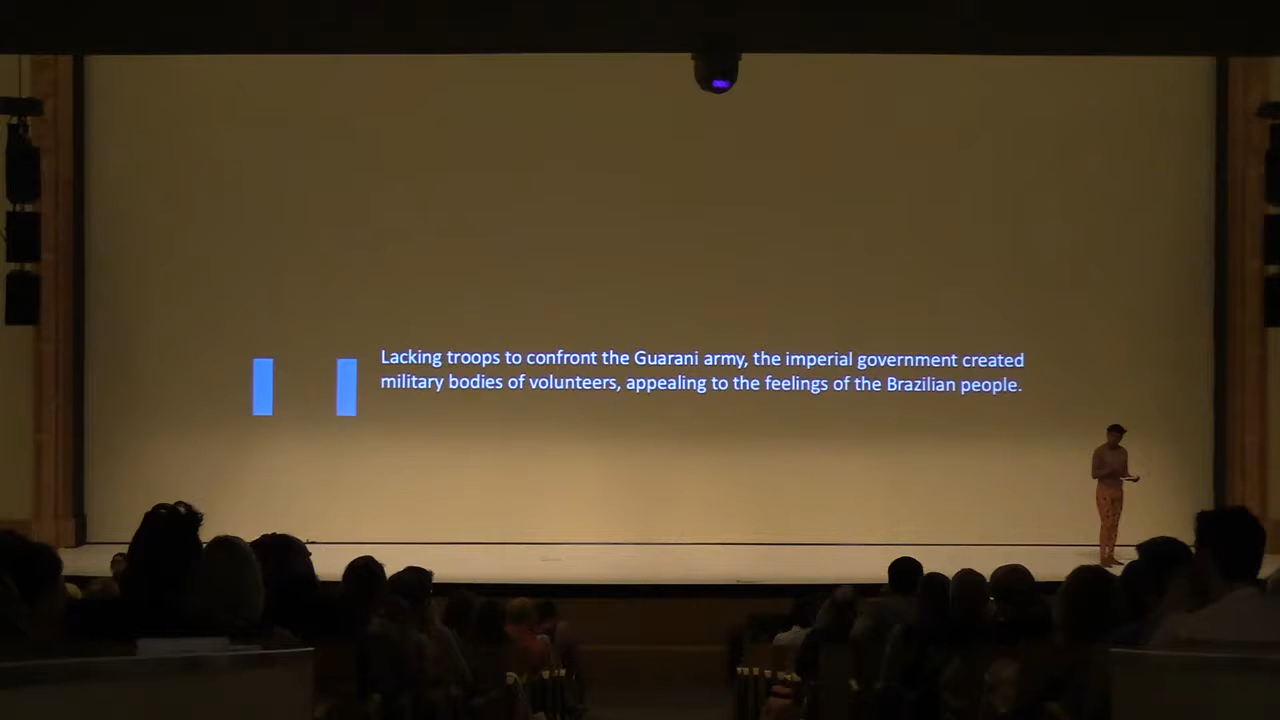 Lacking troops to confront the Guarani army, the imperial government created
military bodies of volunteers, appealing to the feelings of the Brazilian people.